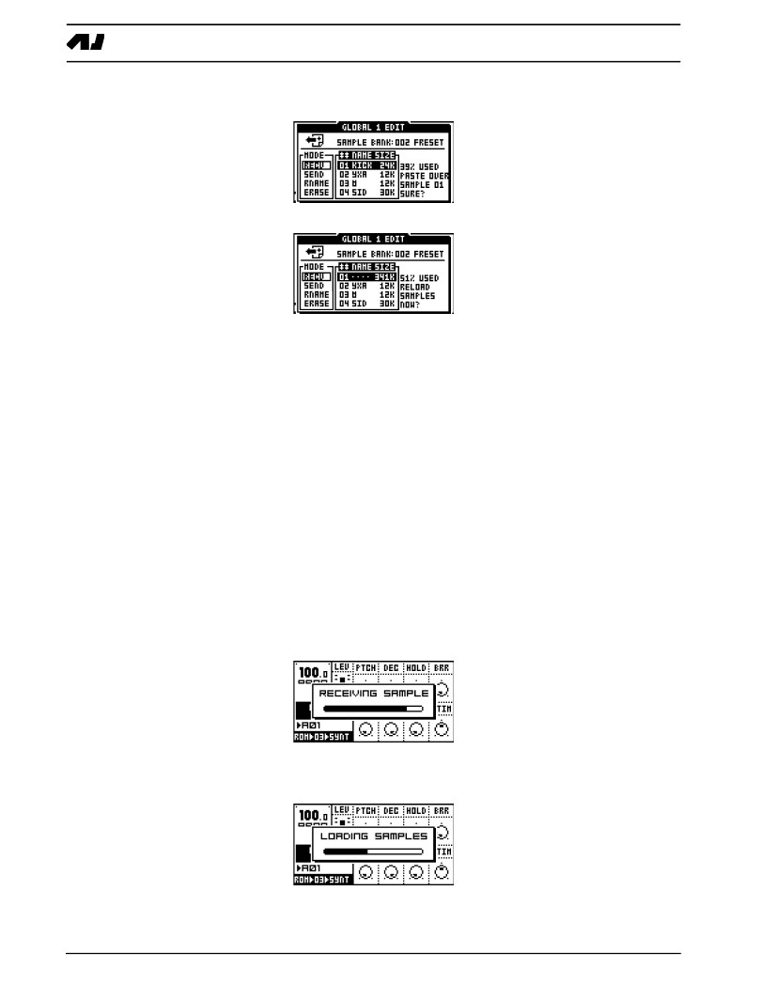 GLOBAL 1 EDIT
SAMPLE BANK:002 PRESET
MODE
RECV
SEND
RNAME
ERASE
## NAME SIZE
01 KICK 24K
02 YXA 12K
03 U 12K
04 SID 30K
39% USED
PASTE OVER
SAMPLE 01
SURE?
GLOBAL 1 EDIT
SAMPLE BANK:002 PRESET
MODE
RECV
SEND
RNAME
ERASE
## NAME SIZE
01 ···· 341K
02 YXA 12K
03 U 12K
04 SID 30K
51% USED
RELOAD
SAMPLES
NOW?
100.0
LEV PTCH DEC HOLD BRR
RECEIVING SAMPLE
TIM
A01
ROM▶03▶SYNT
100.0
LEV PTCH DEC HOLD BRR
LOADING SAMPLES
TIM
A01
ROM▶03▶SYNT